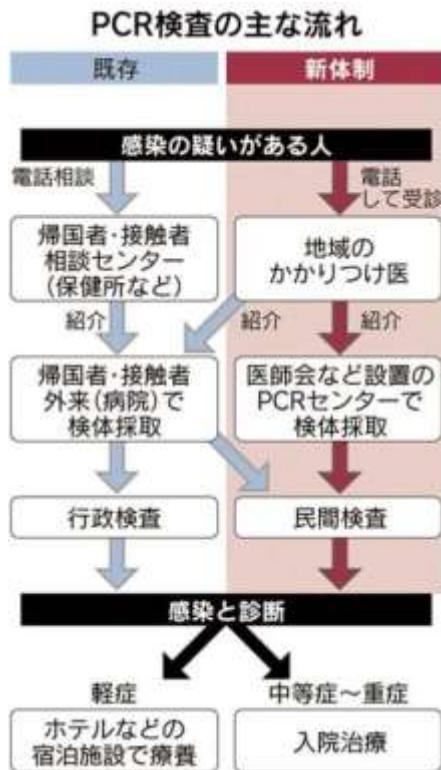 PCR検査の主な流れ
既存
新体制
感染の疑いがある人
電話相談
電話
して受診
帰国者・接触者
相談センター
(保健所など)
地域の
かかりつけ医
紹介
紹介
紹介
帰国者・接触者
外来(病院)で
検体採取
医師会など設置の
PCRセンターで
検体採取
行政検査
民間検査
感染と診断
軽症
中等症～重症
ホテルなどの
宿泊施設で療養
入院治療